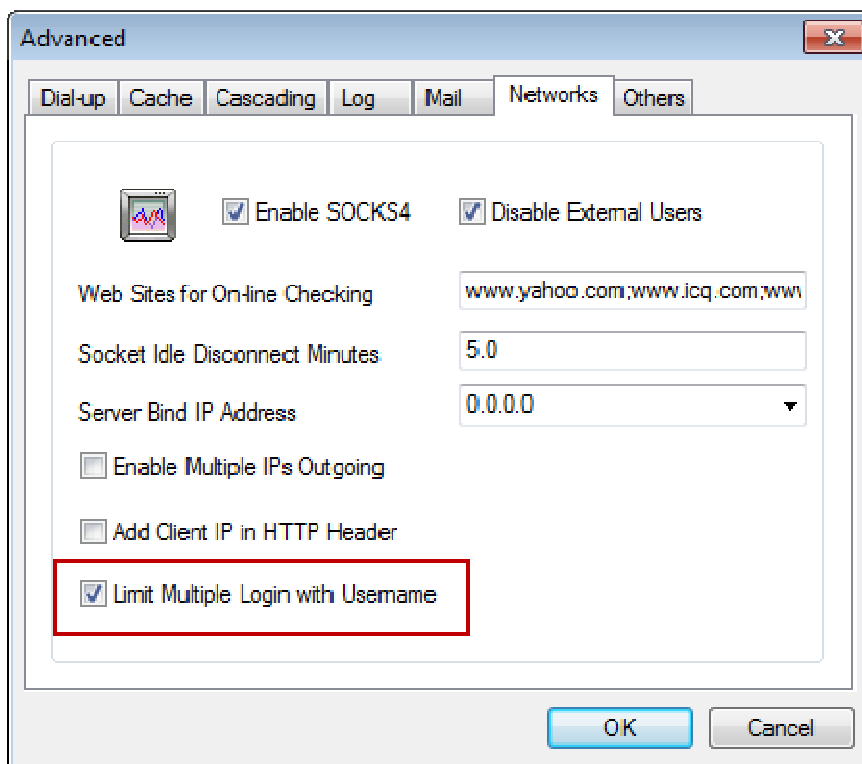 Advanced
Dial-up Cache Cascading Log Mail Networks Others
Enable SOCKS4 Disable External Users
Web Sites for On-line Checking www.yahoo.com;www.icq.com;www
Socket Idle Disconnect Minutes 5.0
Server Bind IP Address 0.0.0.0
Enable Multiple IPs Outgoing
Add Client IP in HTTP Header
Limit Multiple Login with Username
OK Cancel